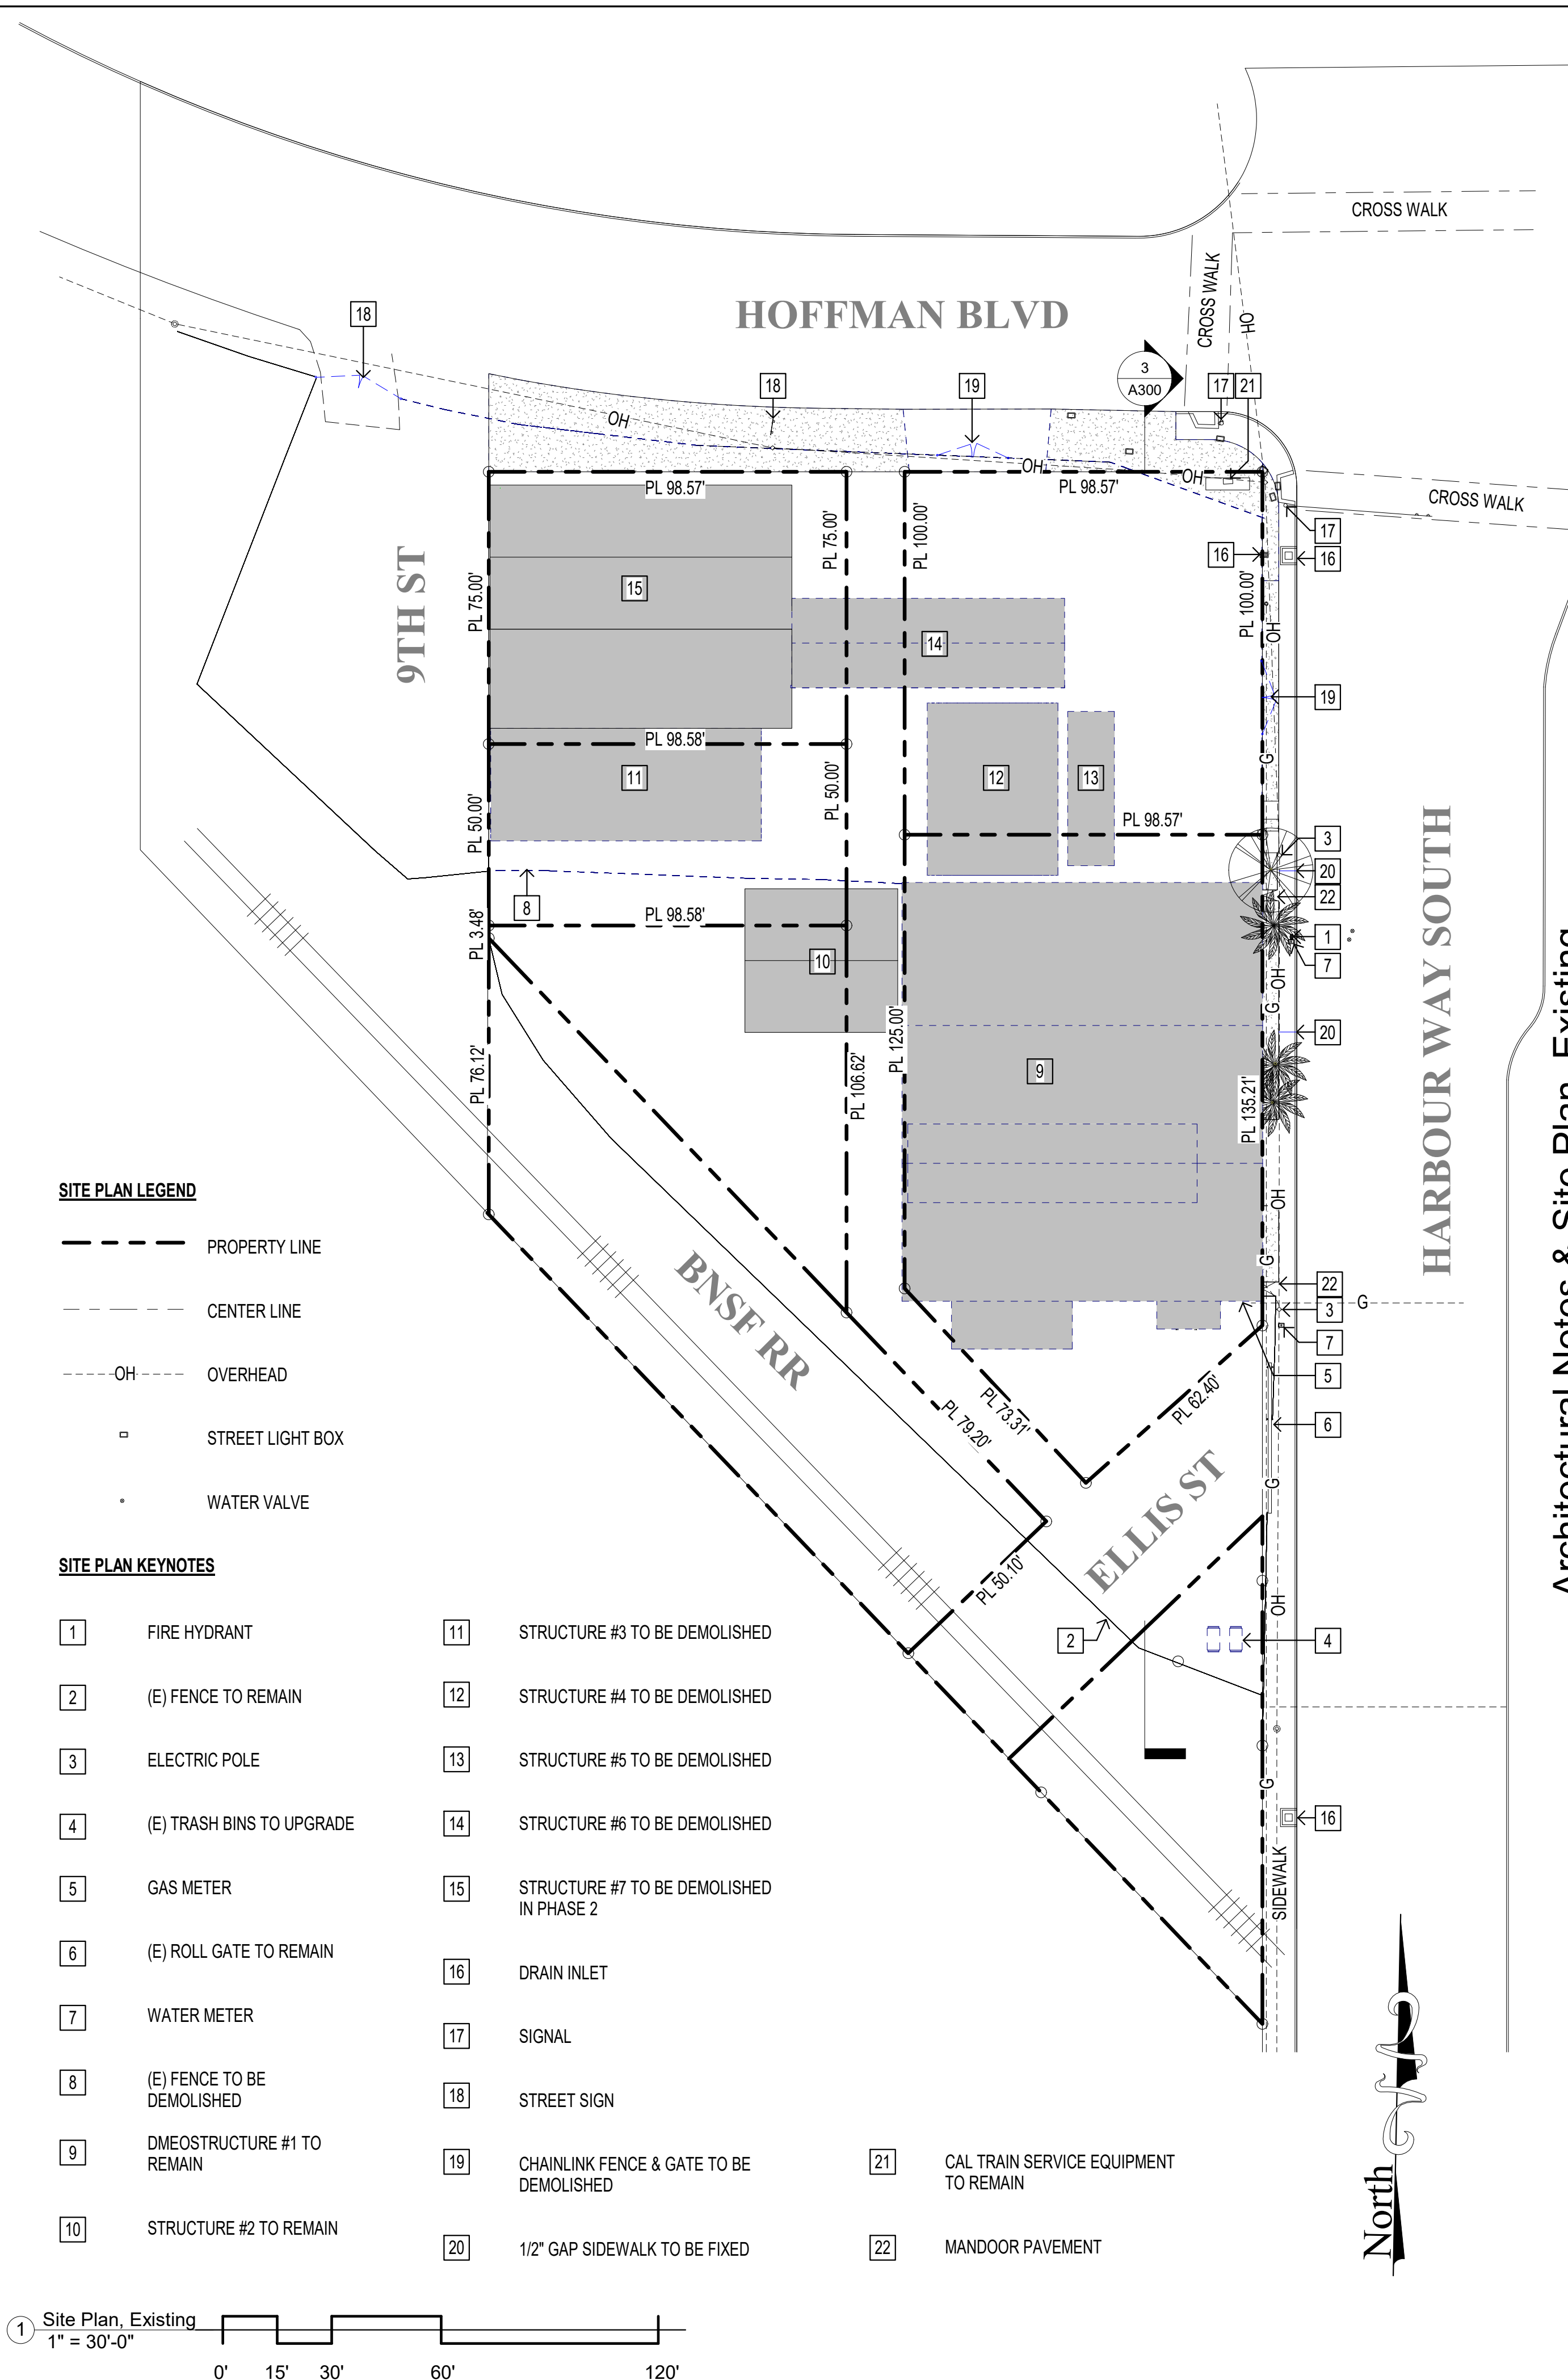 CROSS WALK
CROSS WALK
OH
18
HOFFMAN BLVD
3
A300
18
19
17
21
OH
OH
OH
CROSS WALK
PL 98.57'
PL 98.57'
17
16
16
9TH ST
PL 75.00'
PL 75.00'
PL 100.00'
PL 100.00'
15
14
OH
19
PL 98.58'
G
11
12
13
PL 50.00'
PL 50.00'
PL 98.57'
3
20
22
8
PL 3.48'
PL 98.58'
1
7
10
OH
G
20
HARBOUR WAY SOUTH
PL 76.12'
PL 106.62'
PL 125.00'
9
PL 135.21'
OH
G
22
G
3
7
5
6
BNSF RR
PL 79.20'
PL 73.31'
PL 62.40'
G
ELLIS ST
PL 50.10'
OH
2
4
G
16
SIDEWALK
Architectural Notes & Site Plan, Existing
SITE PLAN LEGEND
PROPERTY LINE
CENTER LINE
OH
OVERHEAD
STREET LIGHT BOX
WATER VALVE
SITE PLAN KEYNOTES
1 FIRE HYDRANT
2 (E) FENCE TO REMAIN
3 ELECTRIC POLE
4 (E) TRASH BINS TO UPGRADE
5 GAS METER
6 (E) ROLL GATE TO REMAIN
7 WATER METER
8 (E) FENCE TO BE
DEMOLISHED
9 DMEOSTRUCTURE #1 TO
REMAIN
10 STRUCTURE #2 TO REMAIN
11 STRUCTURE #3 TO BE DEMOLISHED
12 STRUCTURE #4 TO BE DEMOLISHED
13 STRUCTURE #5 TO BE DEMOLISHED
14 STRUCTURE #6 TO BE DEMOLISHED
15 STRUCTURE #7 TO BE DEMOLISHED
IN PHASE 2
16 DRAIN INLET
17 SIGNAL
18 STREET SIGN
19 CHAINLINK FENCE & GATE TO BE
DEMOLISHED
20 1/2" GAP SIDEWALK TO BE FIXED
21 CAL TRAIN SERVICE EQUIPMENT
TO REMAIN
22 MANDOOR PAVEMENT
North
1 Site Plan, Existing
1" = 30'-0"
0' 15' 30' 60' 120'